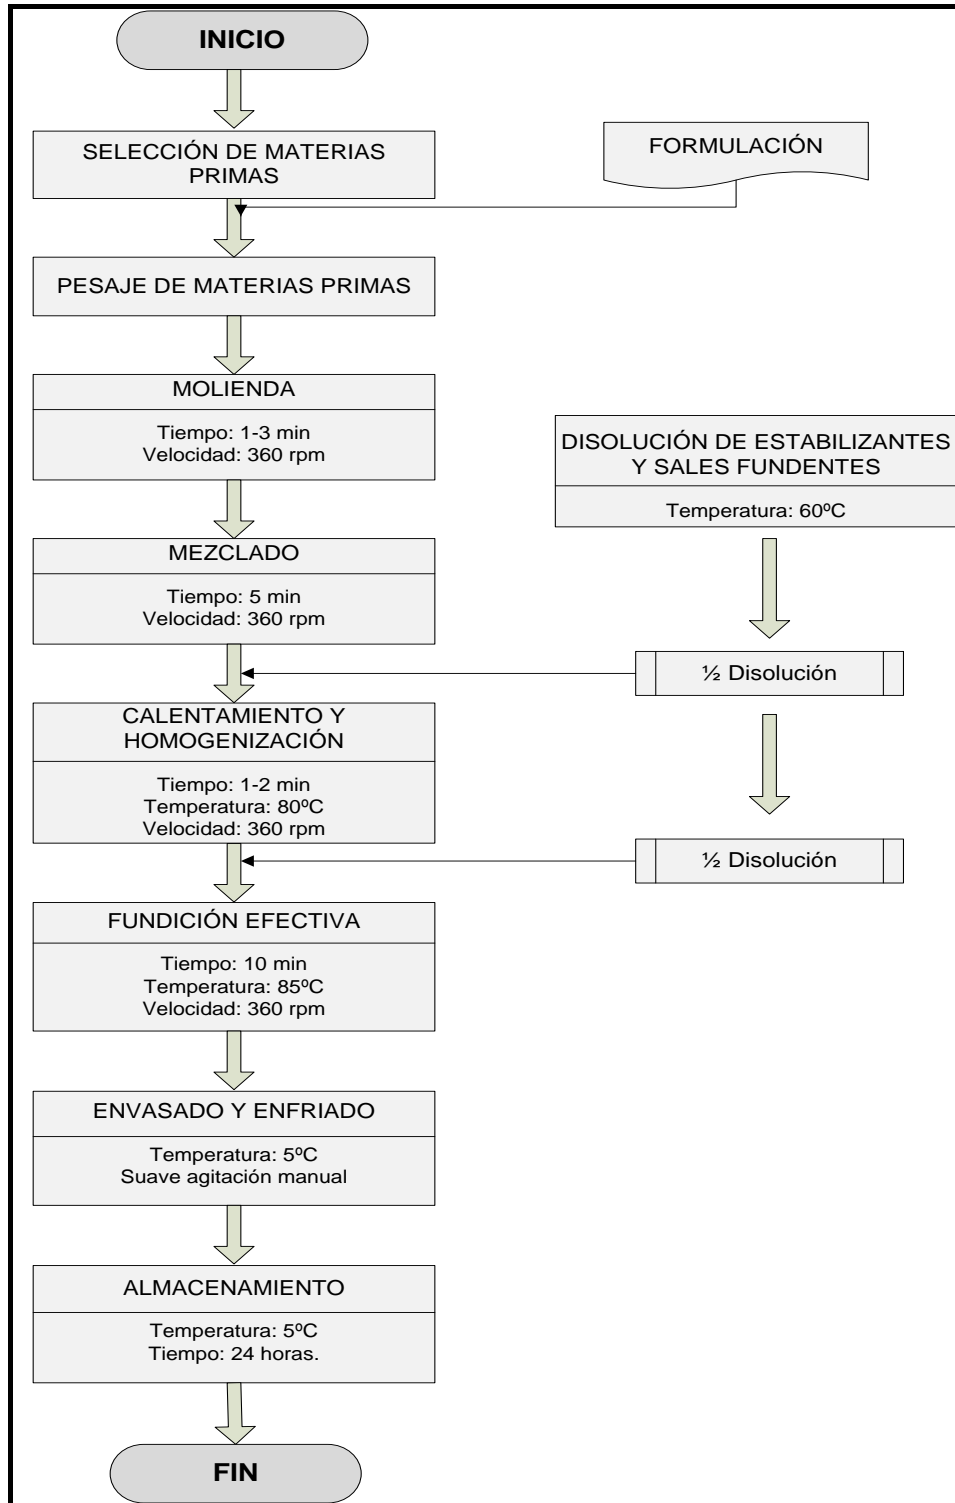 INICIO
SELECCIÓN DE MATERIAS
PRIMAS
FORMULACIÓN
PESAJE DE MATERIAS PRIMAS
MOLIENDA
Tiempo: 1-3 min
Velocidad: 360 rpm
DISOLUCIÓN DE ESTABILIZANTES
Y SALES FUNDENTES
Temperatura: 60ºC
MEZCLADO
Tiempo: 5 min
Velocidad: 360 rpm
½ Disolución
CALENTAMIENTO Y
HOMOGENIZACIÓN
Tiempo: 1-2 min
Temperatura: 80ºC
Velocidad: 360 rpm
½ Disolución
FUNDICIÓN EFECTIVA
Tiempo: 10 min
Temperatura: 85ºC
Velocidad: 360 rpm
ENVASADO Y ENFRIADO
Temperatura: 5ºC
Suave agitación manual
ALMACENAMIENTO
Temperatura: 5ºC
Tiempo: 24 horas.
FIN